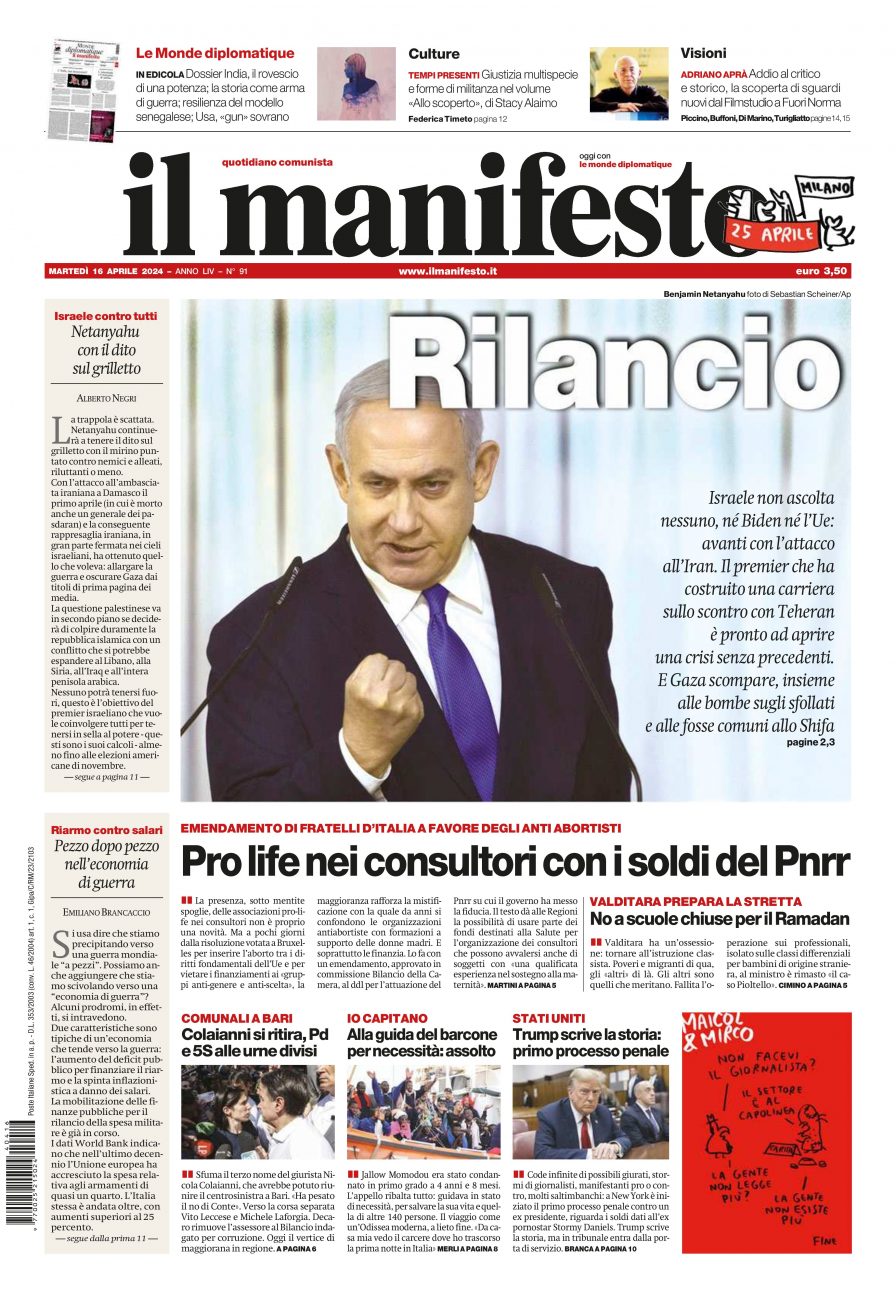 Le Monde diplomatique
IN EDICOLA Dossier India, il rovescio
di una potenza; la storia come arma
di guerra; resilienza del modello
senegalese; Usa, «gun» sovrano
Culture
TEMPI PRESENTI Giustizia multispecie
e forme di militanza nel volume
«Allo scoperto», di Stacy Alaimo
Federica Timeto pagina 12
Visioni
ADRIANO APRÀ Addio al critico
e storico, la scoperta di sguardi
nuovi dal Filmstudio a Fuori Norma
Piccino, Buffoni, Di Marino, Turigliatto pagine 14, 15
quotidiano comunista
oggi con
le monde diplomatique
il manifesto
MILANO
25 APRILE
MARTEDÌ 16 APRILE 2024 – ANNO LIV – N° 91
www.ilmanifesto.it
euro 3,50
Benjamin Netanyahu foto di Sebastian Scheiner/Ap
Israele contro tutti
Netanyahu
con il dito
sul grilletto
ALBERTO NEGRI
La trappola è scattata.
Netanyahu continue-
rà a tenere il dito sul
grilletto con il mirino pun-
tato contro nemici e alleati,
riluttanti o meno.
Con l'attacco all'ambascia-
ta iraniana a Damasco il
primo aprile (in cui è morto
anche un generale dei pa-
sdaran) e la conseguente
rappresaglia iraniana, in
gran parte fermata nei cieli
israeliani, ha ottenuto quel-
lo che voleva: allargare la
guerra e oscurare Gaza dai
titoli di prima pagina dei
media.
La questione palestinese va
in secondo piano se decide-
rà di colpire duramente la
repubblica islamica con un
conflitto che si potrebbe
espandere al Libano, alla
Siria, all'Iraq e all'intera
penisola arabica.
Nessuno potrà tenersi fuo-
ri, questo è l'obiettivo del
premier israeliano che vuo-
le coinvolgere tutti per te-
nersi in sella al potere - que-
sti sono i suoi calcoli - alme-
no fino alle elezioni ameri-
cane di novembre.
— segue a pagina 11 —
Rilancio
Israele non ascolta
nessuno, né Biden né l'Ue:
avanti con l'attacco
all'Iran. Il premier che ha
costruito una carriera
sullo scontro con Teheran
è pronto ad aprire
una crisi senza precedenti.
E Gaza scompare, insieme
alle bombe sugli sfollati
e alle fosse comuni allo Shifa
pagine 2,3
Riarmo contro salari
Pezzo dopo pezzo
nell'economia
di guerra
EMILIANO BRANCACCIO
Si usa dire che stiamo
precipitando verso
una guerra mondia-
le "a pezzi". Possiamo an-
che aggiungere che stia-
mo scivolando verso una
"economia di guerra"?
Alcuni prodromi, in effet-
ti, si intravedono.
Due caratteristiche sono
tipiche di un'economia
che tende verso la guerra:
l'aumento del deficit pub-
blico per finanziare il riar-
mo e la spinta inflazioni-
stica a danno dei salari.
La mobilitazione delle fi-
nanze pubbliche per il
rilancio della spesa milita-
re è già in corso.
I dati World Bank indica-
no che nell'ultimo decen-
nio l'Unione europea ha
accresciuto la spesa rela-
tiva agli armamenti di
quasi un quarto. L'Italia
stessa è andata oltre, con
aumenti superiori al 25
percento.
— segue dalla prima 11 —
EMENDAMENTO DI FRATELLI D'ITALIA A FAVORE DEGLI ANTI ABORTISTI
Pro life nei consultori con i soldi del Pnrr
La presenza, sotto mentite
spoglie, delle associazioni pro-li-
fe nei consultori non è proprio
una novità. Ma a pochi giorni
dalla risoluzione votata a Bruxel-
les per inserire l'aborto tra i di-
ritti fondamentali dell'Ue e per
vietare i finanziamenti ai «grup-
pi anti-genere e anti-scelta», la
maggioranza rafforza la mistifi-
cazione con la quale da anni si
confondono le organizzazioni
antiabortiste con formazioni a
supporto delle donne madri. E
soprattutto le finanzia. Lo fa con
un emendamento, approvato in
commissione Bilancio della Ca-
mera, al ddl per l'attuazione del
Pnrr su cui il governo ha messo
la fiducia. Il testo dà alle Regioni
la possibilità di usare parte dei
fondi destinati alla Salute per
l'organizzazione dei consultori
che possono avvalersi anche di
soggetti con «una qualificata
esperienza nel sostegno alla ma-
ternità». MARTINI A PAGINA 5
VALDITARA PREPARA LA STRETTA
No a scuole chiuse per il Ramadan
Valditara ha un'ossessio-
ne: tornare all'istruzione clas-
sista. Poveri e migranti di qua,
gli «altri» di là. Gli altri sono
quelli che meritano. Fallita l'o-
perazione sui professionali,
isolato sulle classi differenziali
per bambini di origine stranie-
ra, al ministro è rimasto «il ca-
so Pioltello». CIMINO A PAGINA 5
COMUNALI A BARI
Colaianni si ritira, Pd
e 5S alle urne divisi
Sfuma il terzo nome del giurista Ni-
cola Colaianni, che avrebbe potuto riu-
nire il centrosinistra a Bari. «Ha pesato
il no di Conte». Verso la corsa separata
Vito Leccese e Michele Laforgia. Deca-
ro rimuove l'assessore al Bilancio inda-
gato per corruzione. Oggi il vertice di
maggiorana in regione. A PAGINA 6
IO CAPITANO
Alla guida del barcone
per necessità: assolto
Jallow Momodou era stato condan-
nato in primo grado a 4 anni e 8 mesi.
L'appello ribalta tutto: guidava in stato
di necessità, per salvare la sua vita e quel-
la di altre 140 persone. Il viaggio come
un'Odissea moderna, a lieto fine. «Da ca-
sa mia vedo il carcere dove ho trascorso
la prima notte in Italia» MERLI A PAGINA 8
STATI UNITI
Trump scrive la storia:
primo processo penale
Code infinite di possibili giurati, stor-
mi di giornalisti, manifestanti pro e con-
tro, molti saltimbanchi: a New York è ini-
ziato il primo processo penale contro un
ex presidente, riguarda i soldi dati all'ex
pornostar Stormy Daniels. Trump scrive
la storia, ma in tribunale entra dalla por-
ta di servizio. BRANCA A PAGINA 10
MAICOL
& MIRCO
NON FACEVI
IL GIORNALISTA?
IL SETTORE
È AL
CAPOLINEA
CARITÀ
LA GENTE
NON LEGGE
PIÙ?
LA GENTE
NON ESISTE
PIÙ
FINE
Poste Italiane Sped. in a. p. - D.L. 353/2003 (conv. L. 46/2004) art. 1, c. 1, Gipa/C/RM/23/2103
40416
9 770025 215024